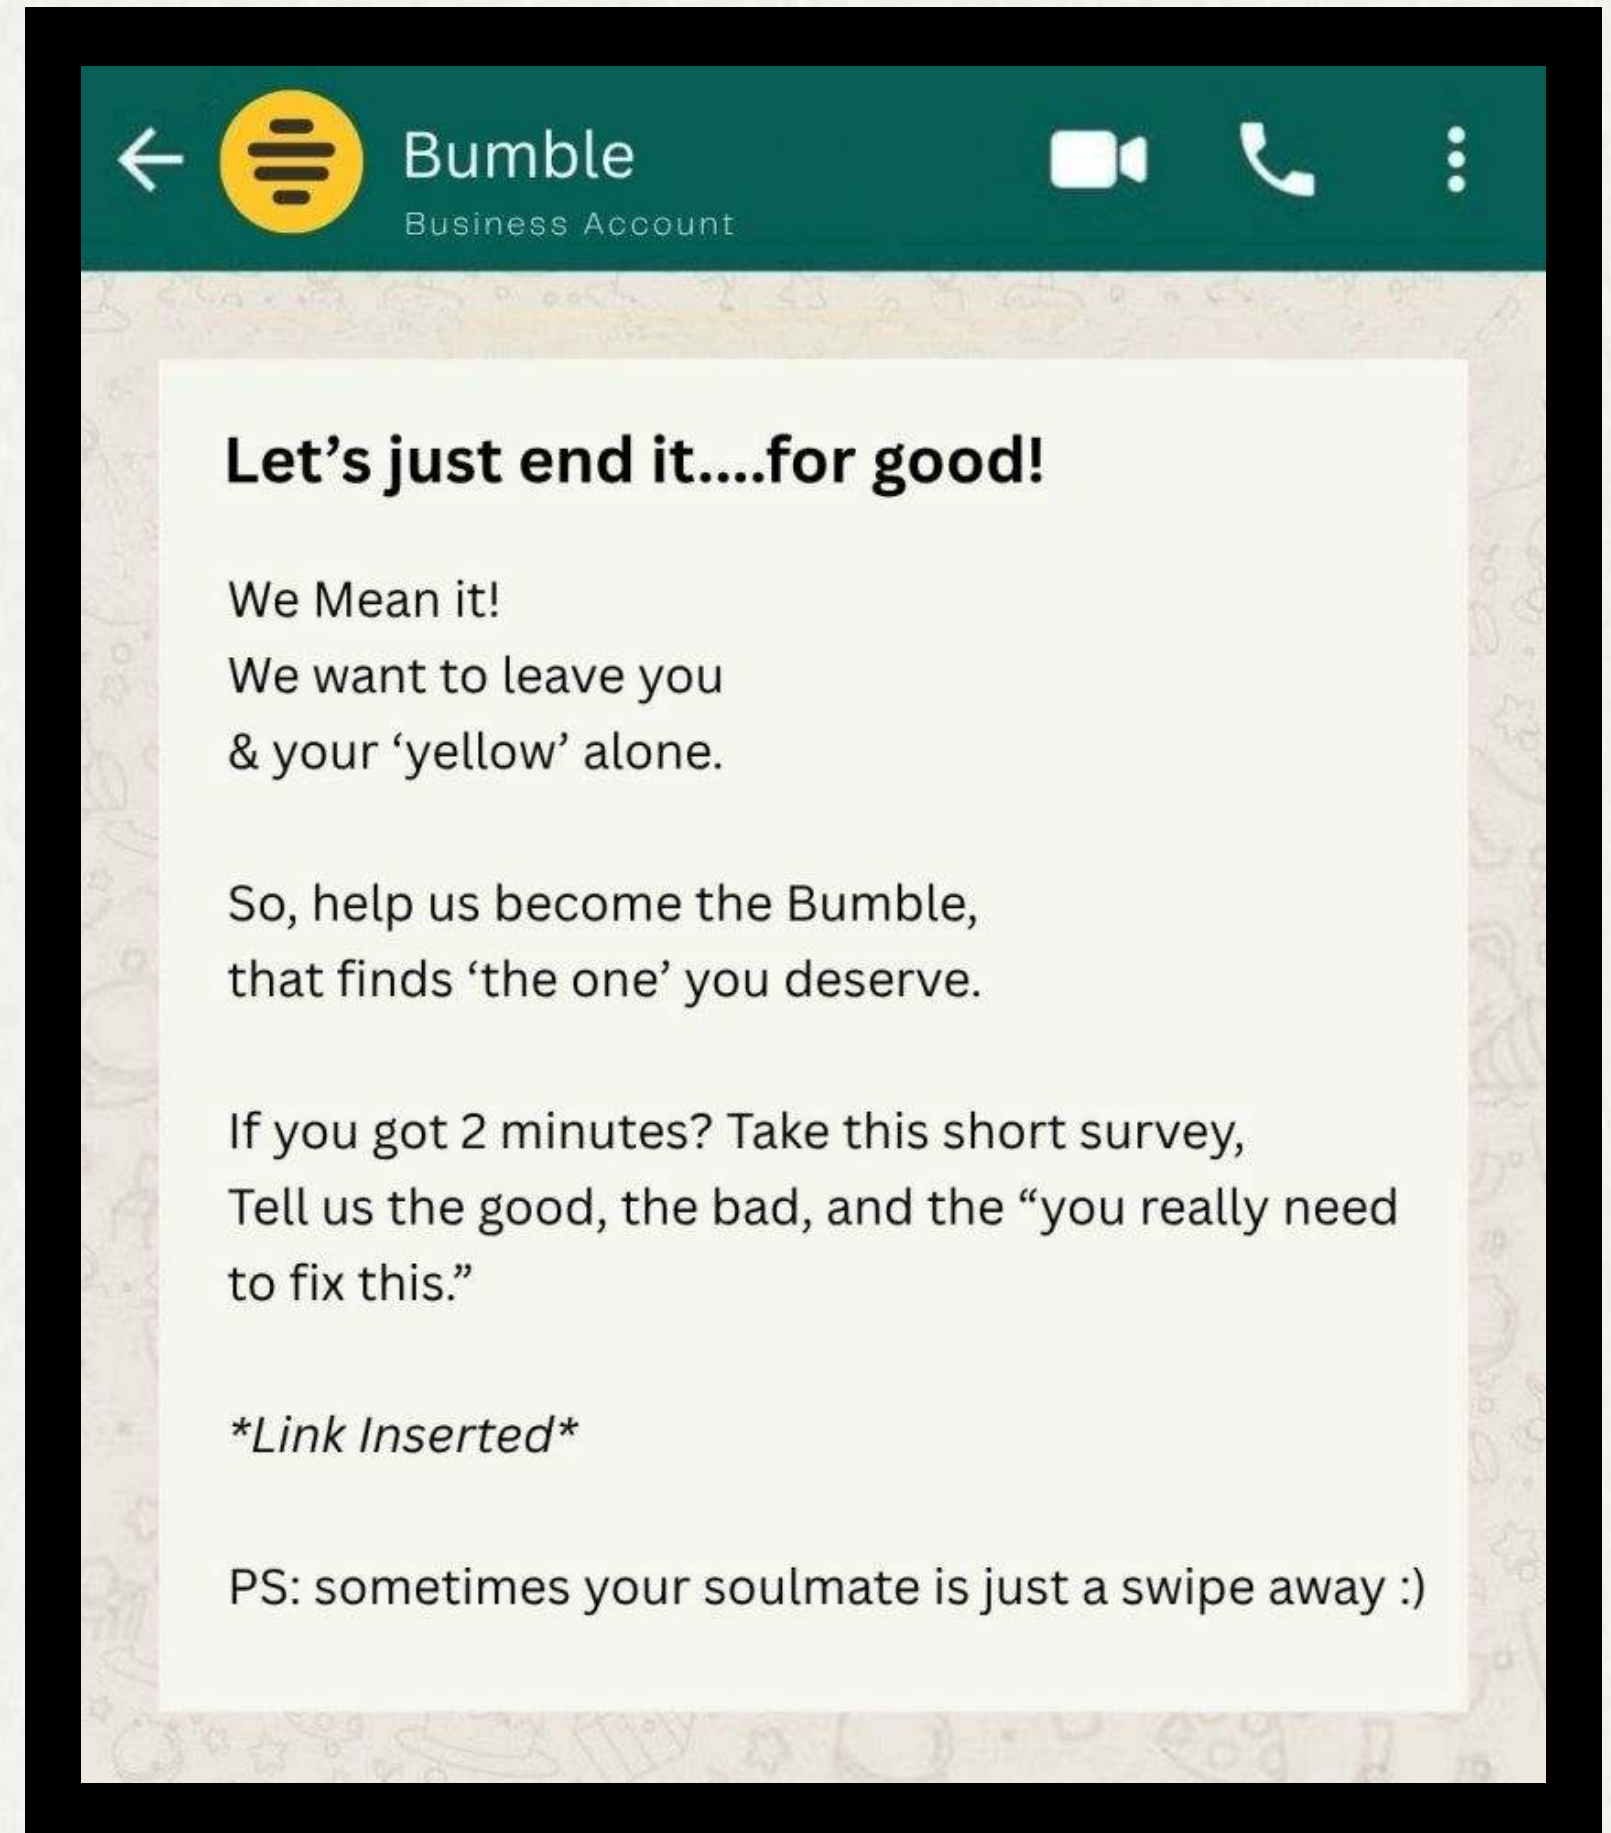 Bumble
Business Account
Let’s just end it....for good!
We Mean it!
We want to leave you
& your ‘yellow’ alone.
So, help us become the Bumble,
that finds ‘the one’ you deserve.
If you got 2 minutes? Take this short survey,
Tell us the good, the bad, and the “you really need
to fix this.”
*Link Inserted*
PS: sometimes your soulmate is just a swipe away :)